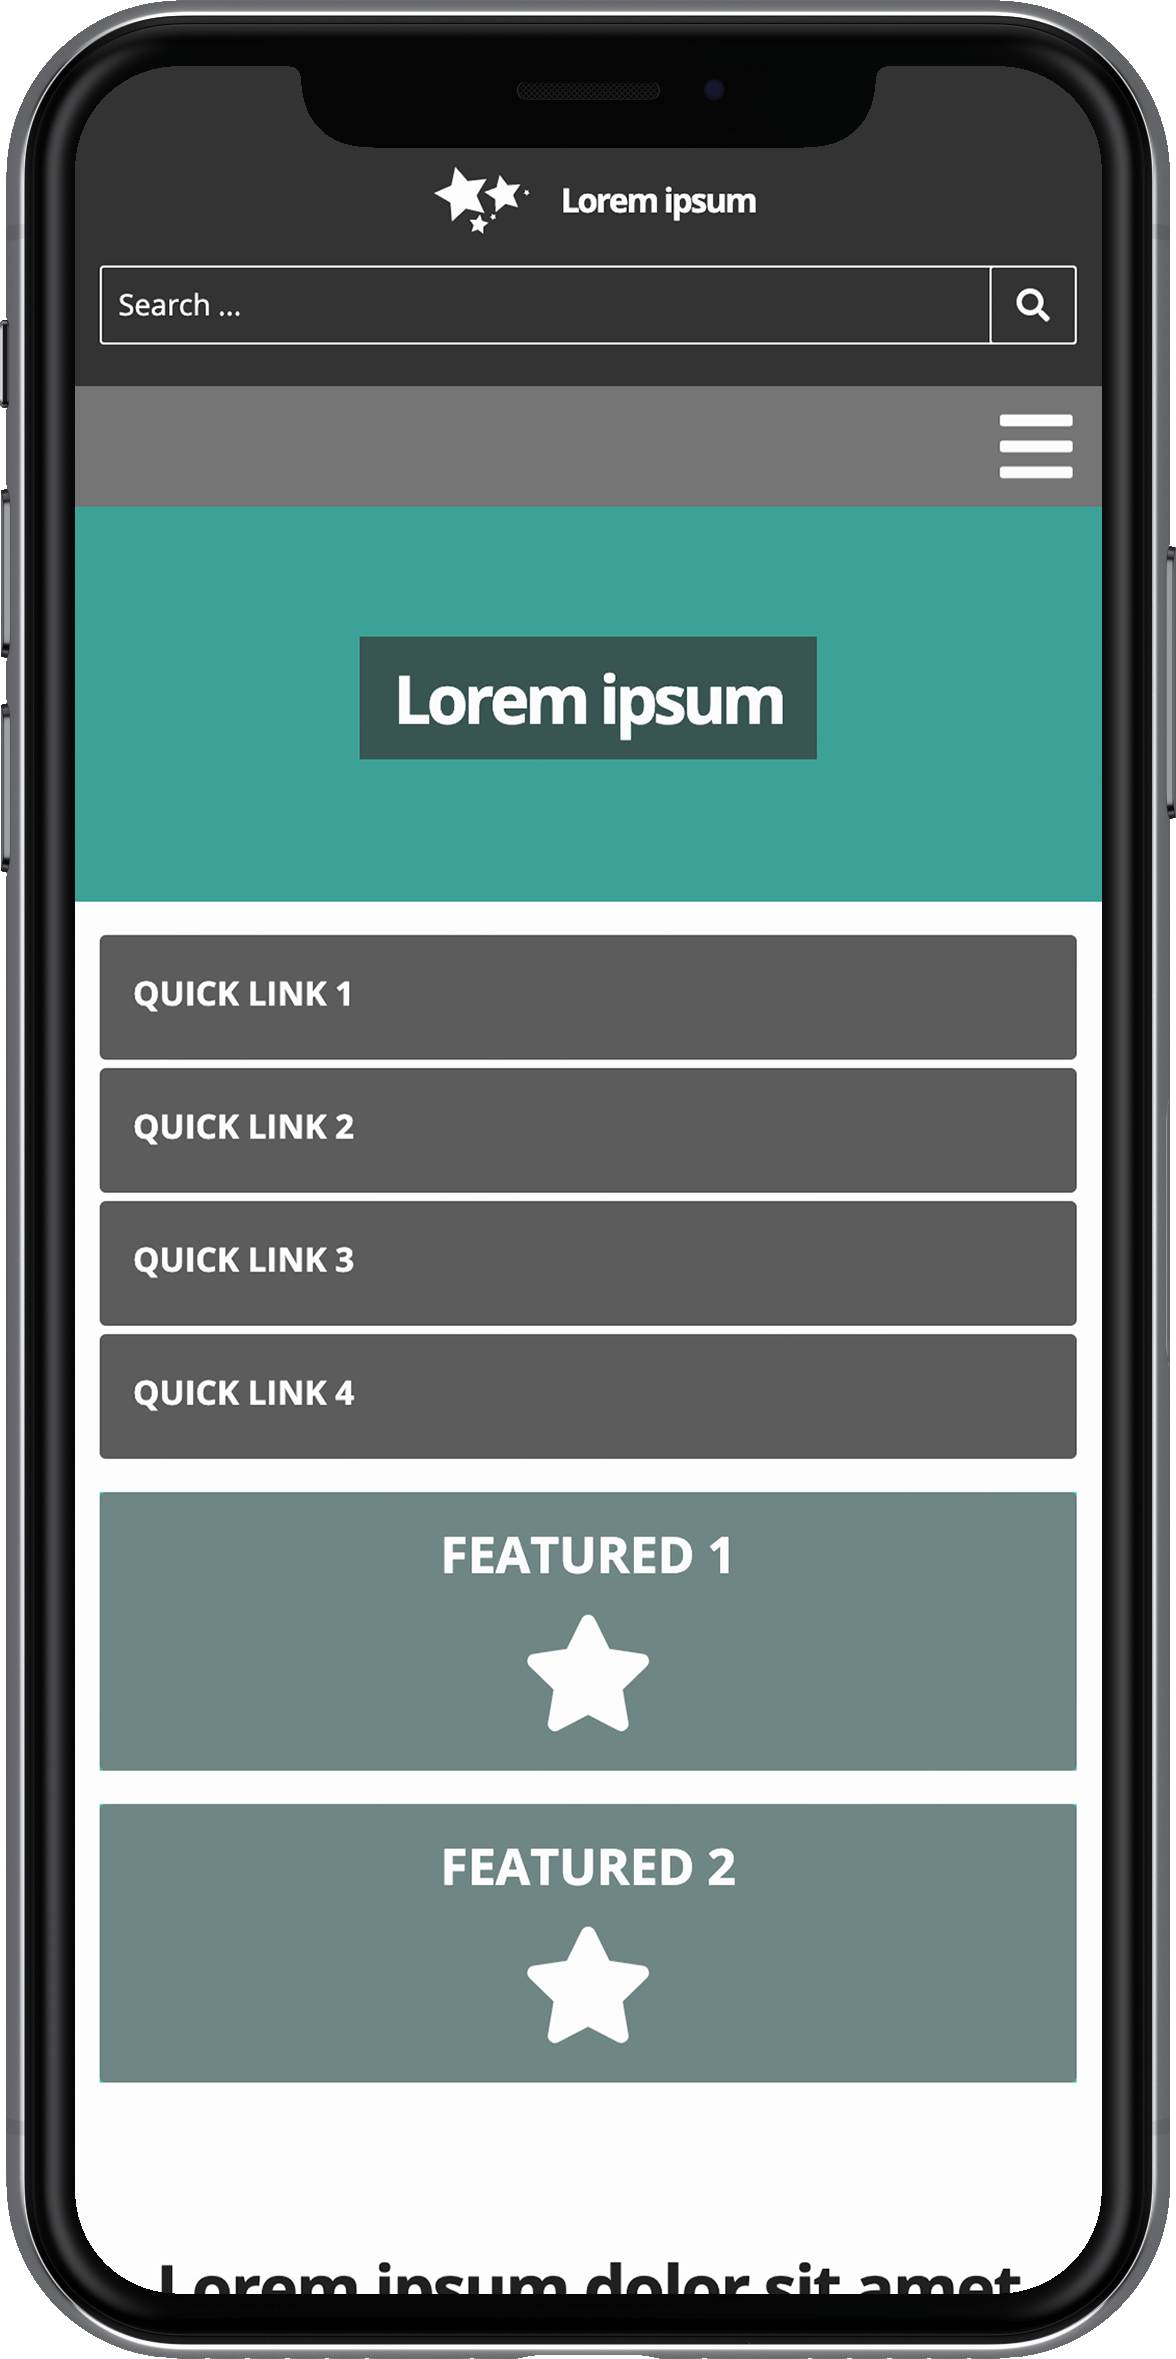 Lorem ipsum
Search ...
Lorem ipsum
QUICK LINK 1
QUICK LINK 2
QUICK LINK 3
QUICK LINK 4
FEATURED 1
FEATURED 2
Lorem ipsum dolor sit amet